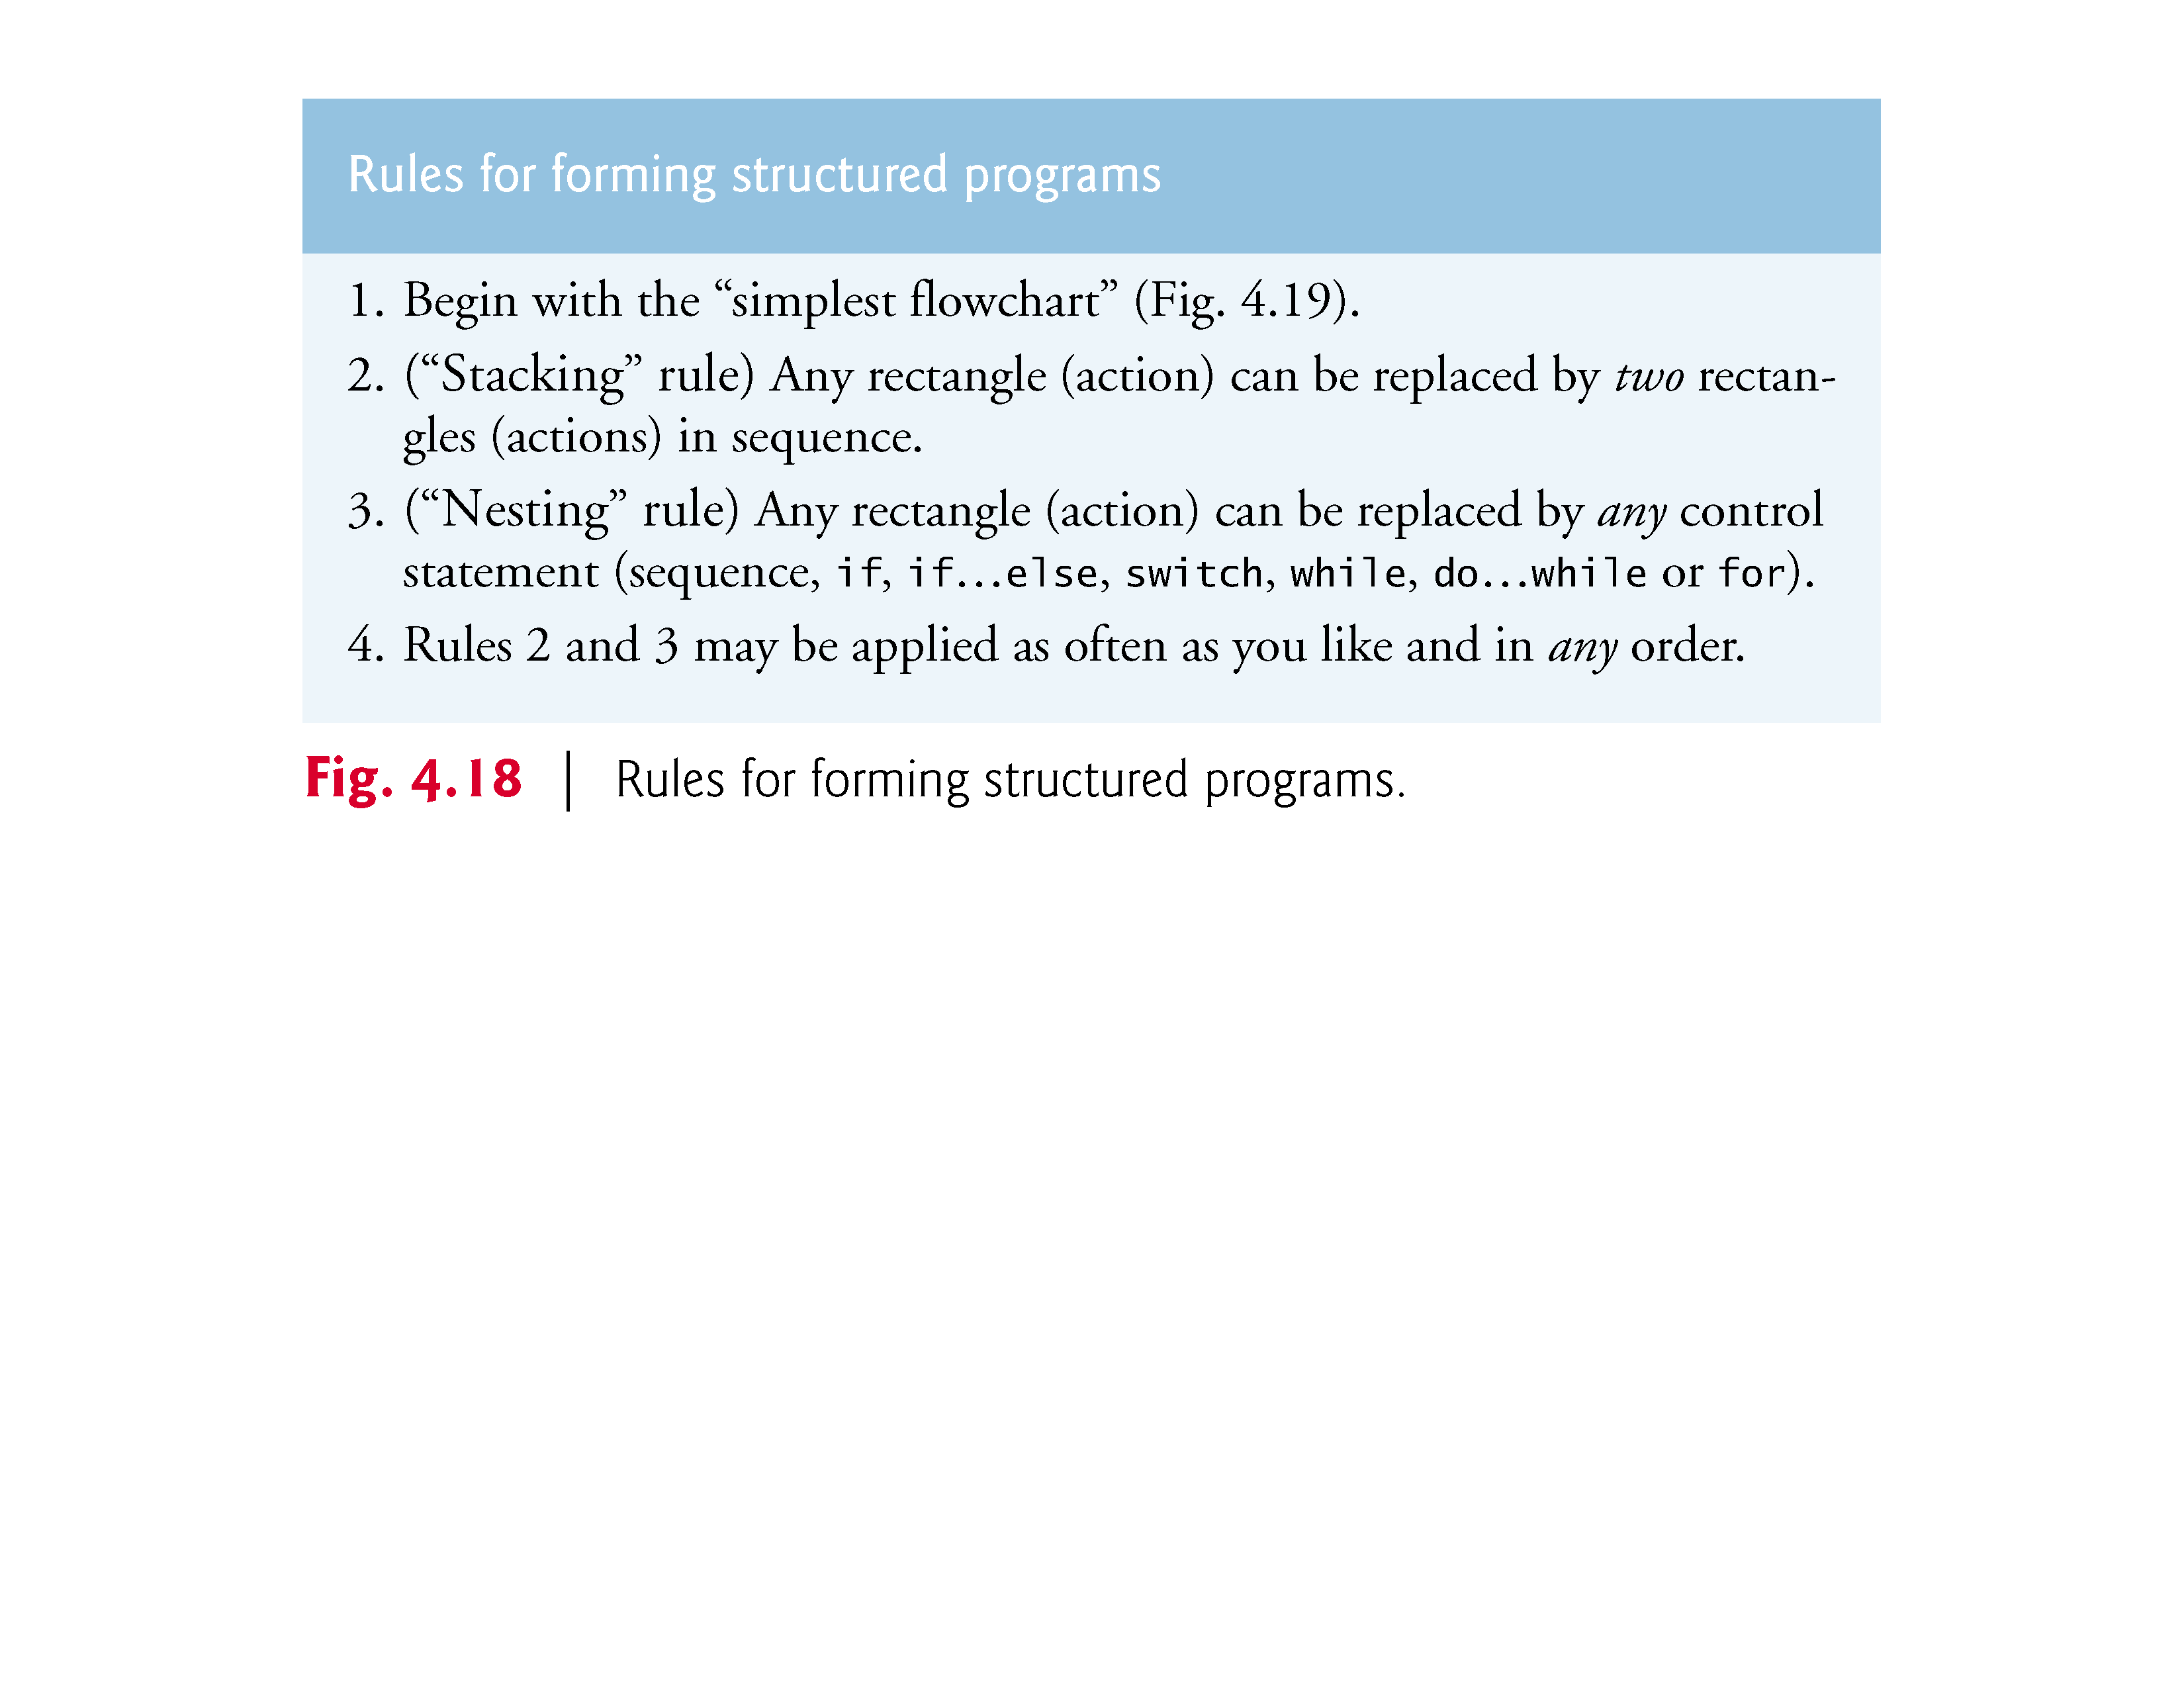 Rules for forming structured programs
1. Begin with the “simplest flowchart” (Fig. 4.19).
2. (“Stacking” rule) Any rectangle (action) can be replaced by two rectan-
gles (actions) in sequence.
3. (“Nesting” rule) Any rectangle (action) can be replaced by any control
statement (sequence, if, if...else, switch, while, do...while or for).
4. Rules 2 and 3 may be applied as often as you like and in any order.
Fig. 4.18 | Rules for forming structured programs.